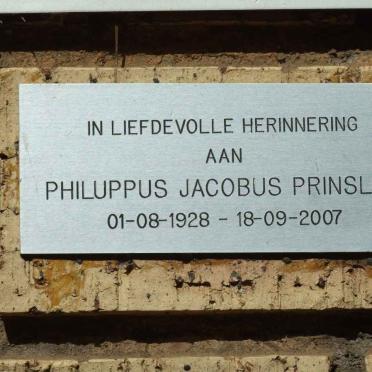 IN LIEFDEVOLLE HERINNERING
AAN
PHILUPPUS JACOBUS PRINSL
01-08-1928 - 18-09-2007